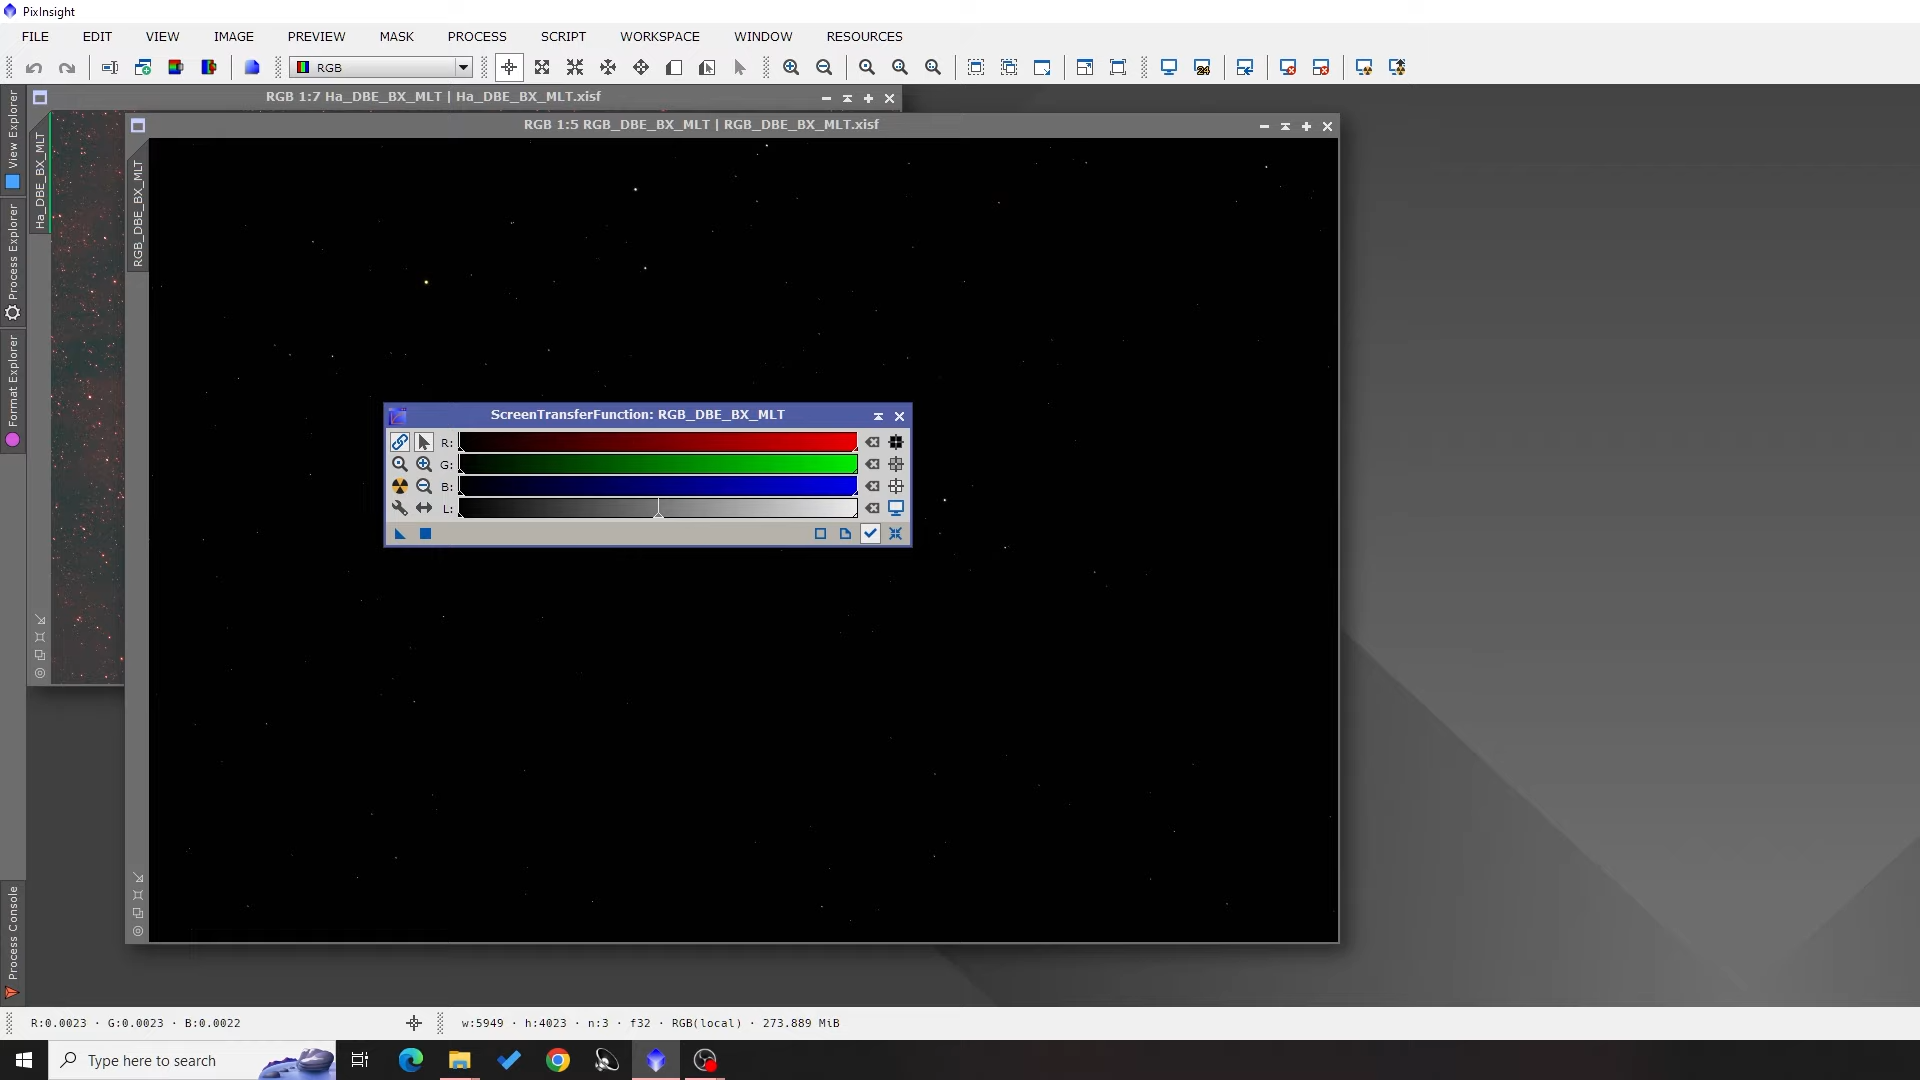 PixInsight
FILE EDIT VIEW IMAGE PREVIEW MASK PROCESS SCRIPT WORKSPACE WINDOW RESOURCES
RGB
24
View Explorer
Process Explorer
Format Explorer
Process Console
RGB 1:7 Ha_DBE_BX_MLT | Ha_DBE_BX_MLT.xisf
Ha_DBE_BX_MLT
RGB 1:5 RGB_DBE_BX_MLT | RGB_DBE_BX_MLT.xisf
RGB_DBE_BX_MLT
ScreenTransferFunction: RGB_DBE_BX_MLT
R:
G:
B:
L:
R:0.0023 · G:0.0023 · B:0.0022
w:5949 · h:4023 · n:3 · f32 · RGB(local) · 273.889 MiB
Type here to search